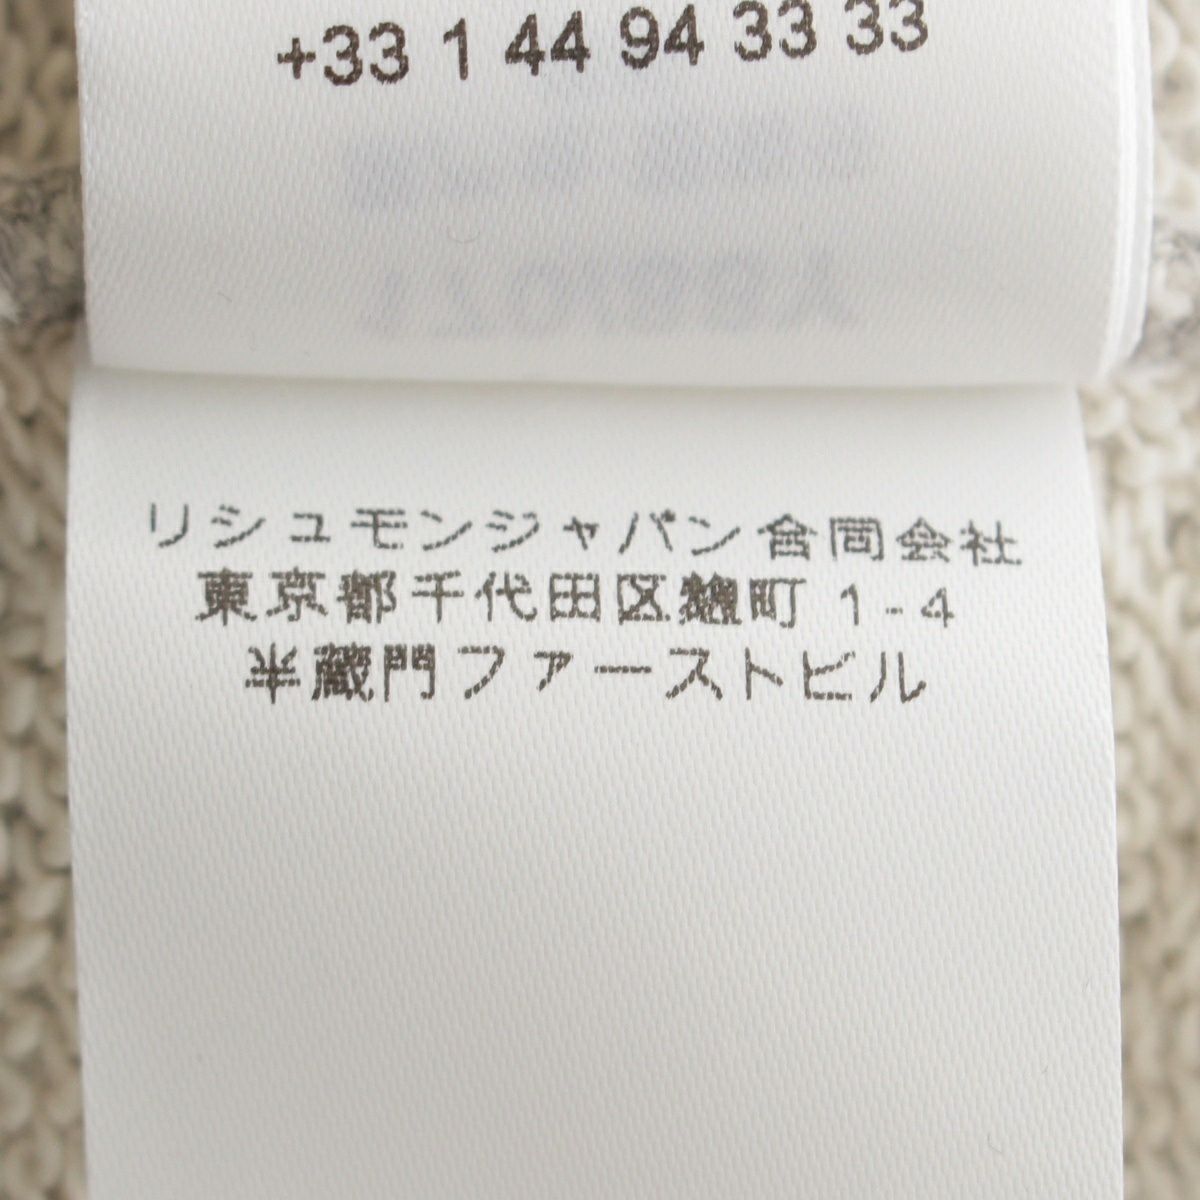 +33 1 44 94 33 33
リシュモンジャパン合同会社
東京都千代田区麹町 1-4
半蔵門ファーストビル